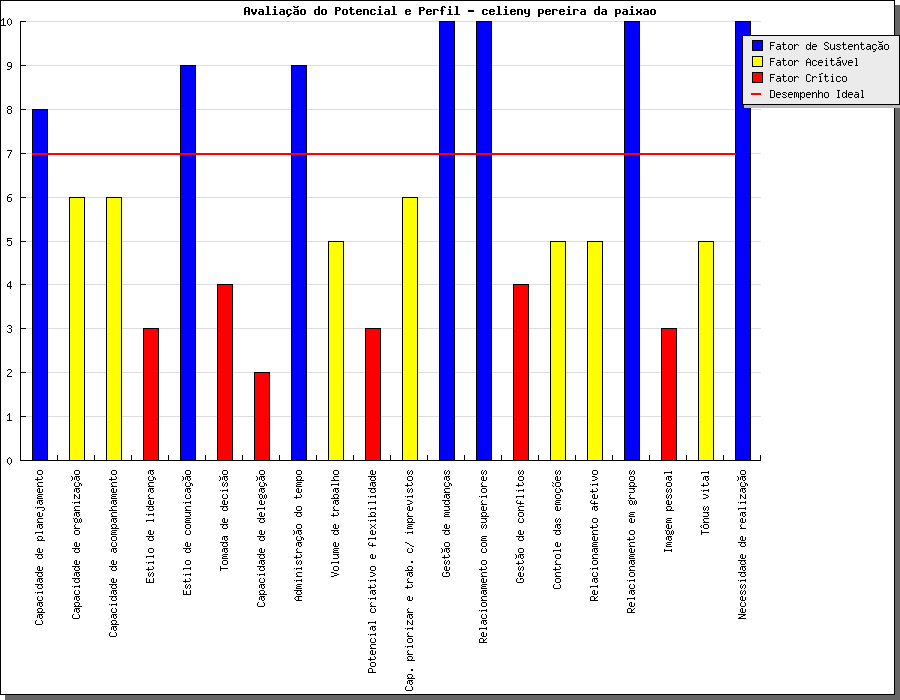 Avaliação do Potencial e Perfil - celieny pereira da paixao
10
9
8
7
6
5
4
3
2
1
0
Fator de Sustentação
Fator Aceitável
Fator Crítico
Desempenho Ideal
Capacidade de planejamento
Capacidade de organização
Capacidade de acompanhamento
Estilo de liderança
Estilo de comunicação
Tomada de decisão
Capacidade de delegação
Administração do tempo
Volume de trabalho
Potencial criativo e flexibilidade
Cap. priorizar e trab. c/ imprevistos
Gestão de mudanças
Relacionamento com superiores
Gestão de conflitos
Controle das emoções
Relacionamento afetivo
Relacionamento em grupos
Imagem pessoal
Tônus vital
Necessidade de realização